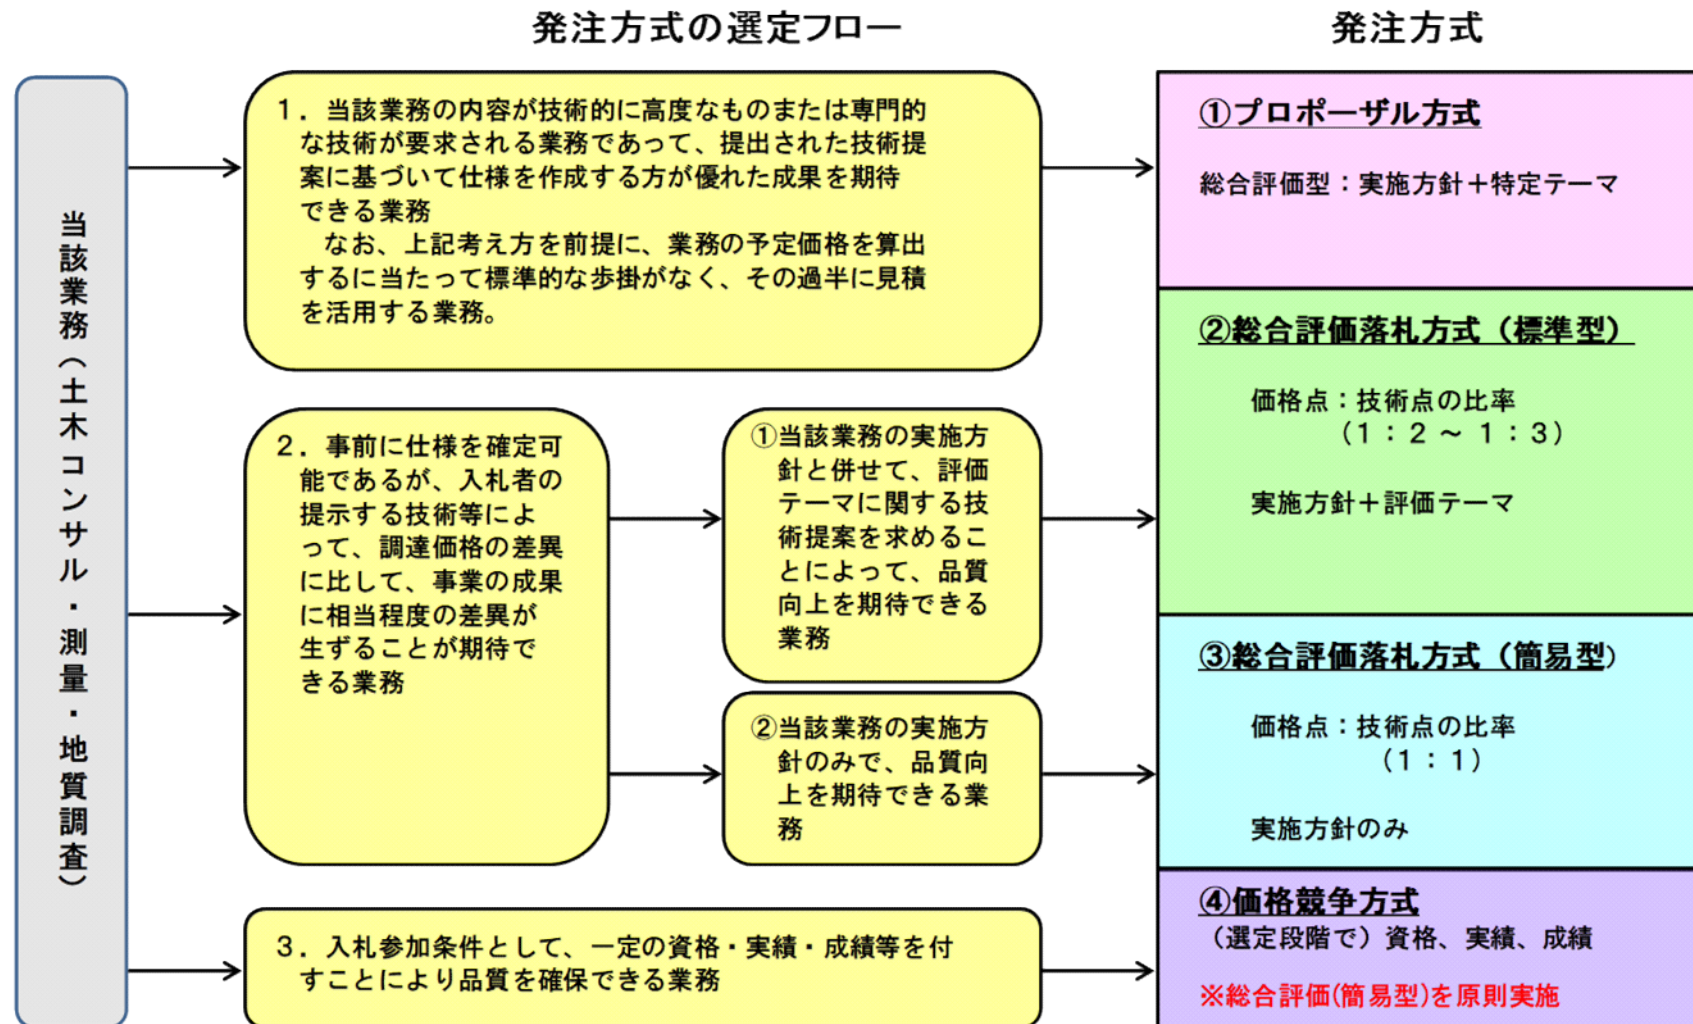 発注方式の選定フロー
発注方式
当該業務（土木コンサル・測量・地質調査）
１．当該業務の内容が技術的に高度なものまたは専門的
な技術が要求される業務であって、提出された技術提
案に基づいて仕様を作成する方が優れた成果を期待
できる業務
なお、上記考え方を前提に、業務の予定価格を算出
するに当たって標準的な歩掛がなく、その過半に見積
を活用する業務。
①プロポーザル方式
総合評価型：実施方針＋特定テーマ
２．事前に仕様を確定可
能であるが、入札者の
提示する技術等によ
って、調達価格の差異
に比して、事業の成果
に相当程度の差異が
生ずることが期待で
きる業務
①当該業務の実施方
針と併せて、評価
テーマに関する技
術提案を求めるこ
とによって、品質
向上を期待できる
業務
②総合評価落札方式（標準型）
価格点：技術点の比率
（１：２～１：３）
実施方針＋評価テーマ
②当該業務の実施方
針のみで、品質向
上を期待できる業
務
③総合評価落札方式（簡易型）
価格点：技術点の比率
（１：１）
実施方針のみ
３．入札参加条件として、一定の資格・実績・成績等を付
すことにより品質を確保できる業務
④価格競争方式
（選定段階で）資格、実績、成績
※総合評価(簡易型)を原則実施